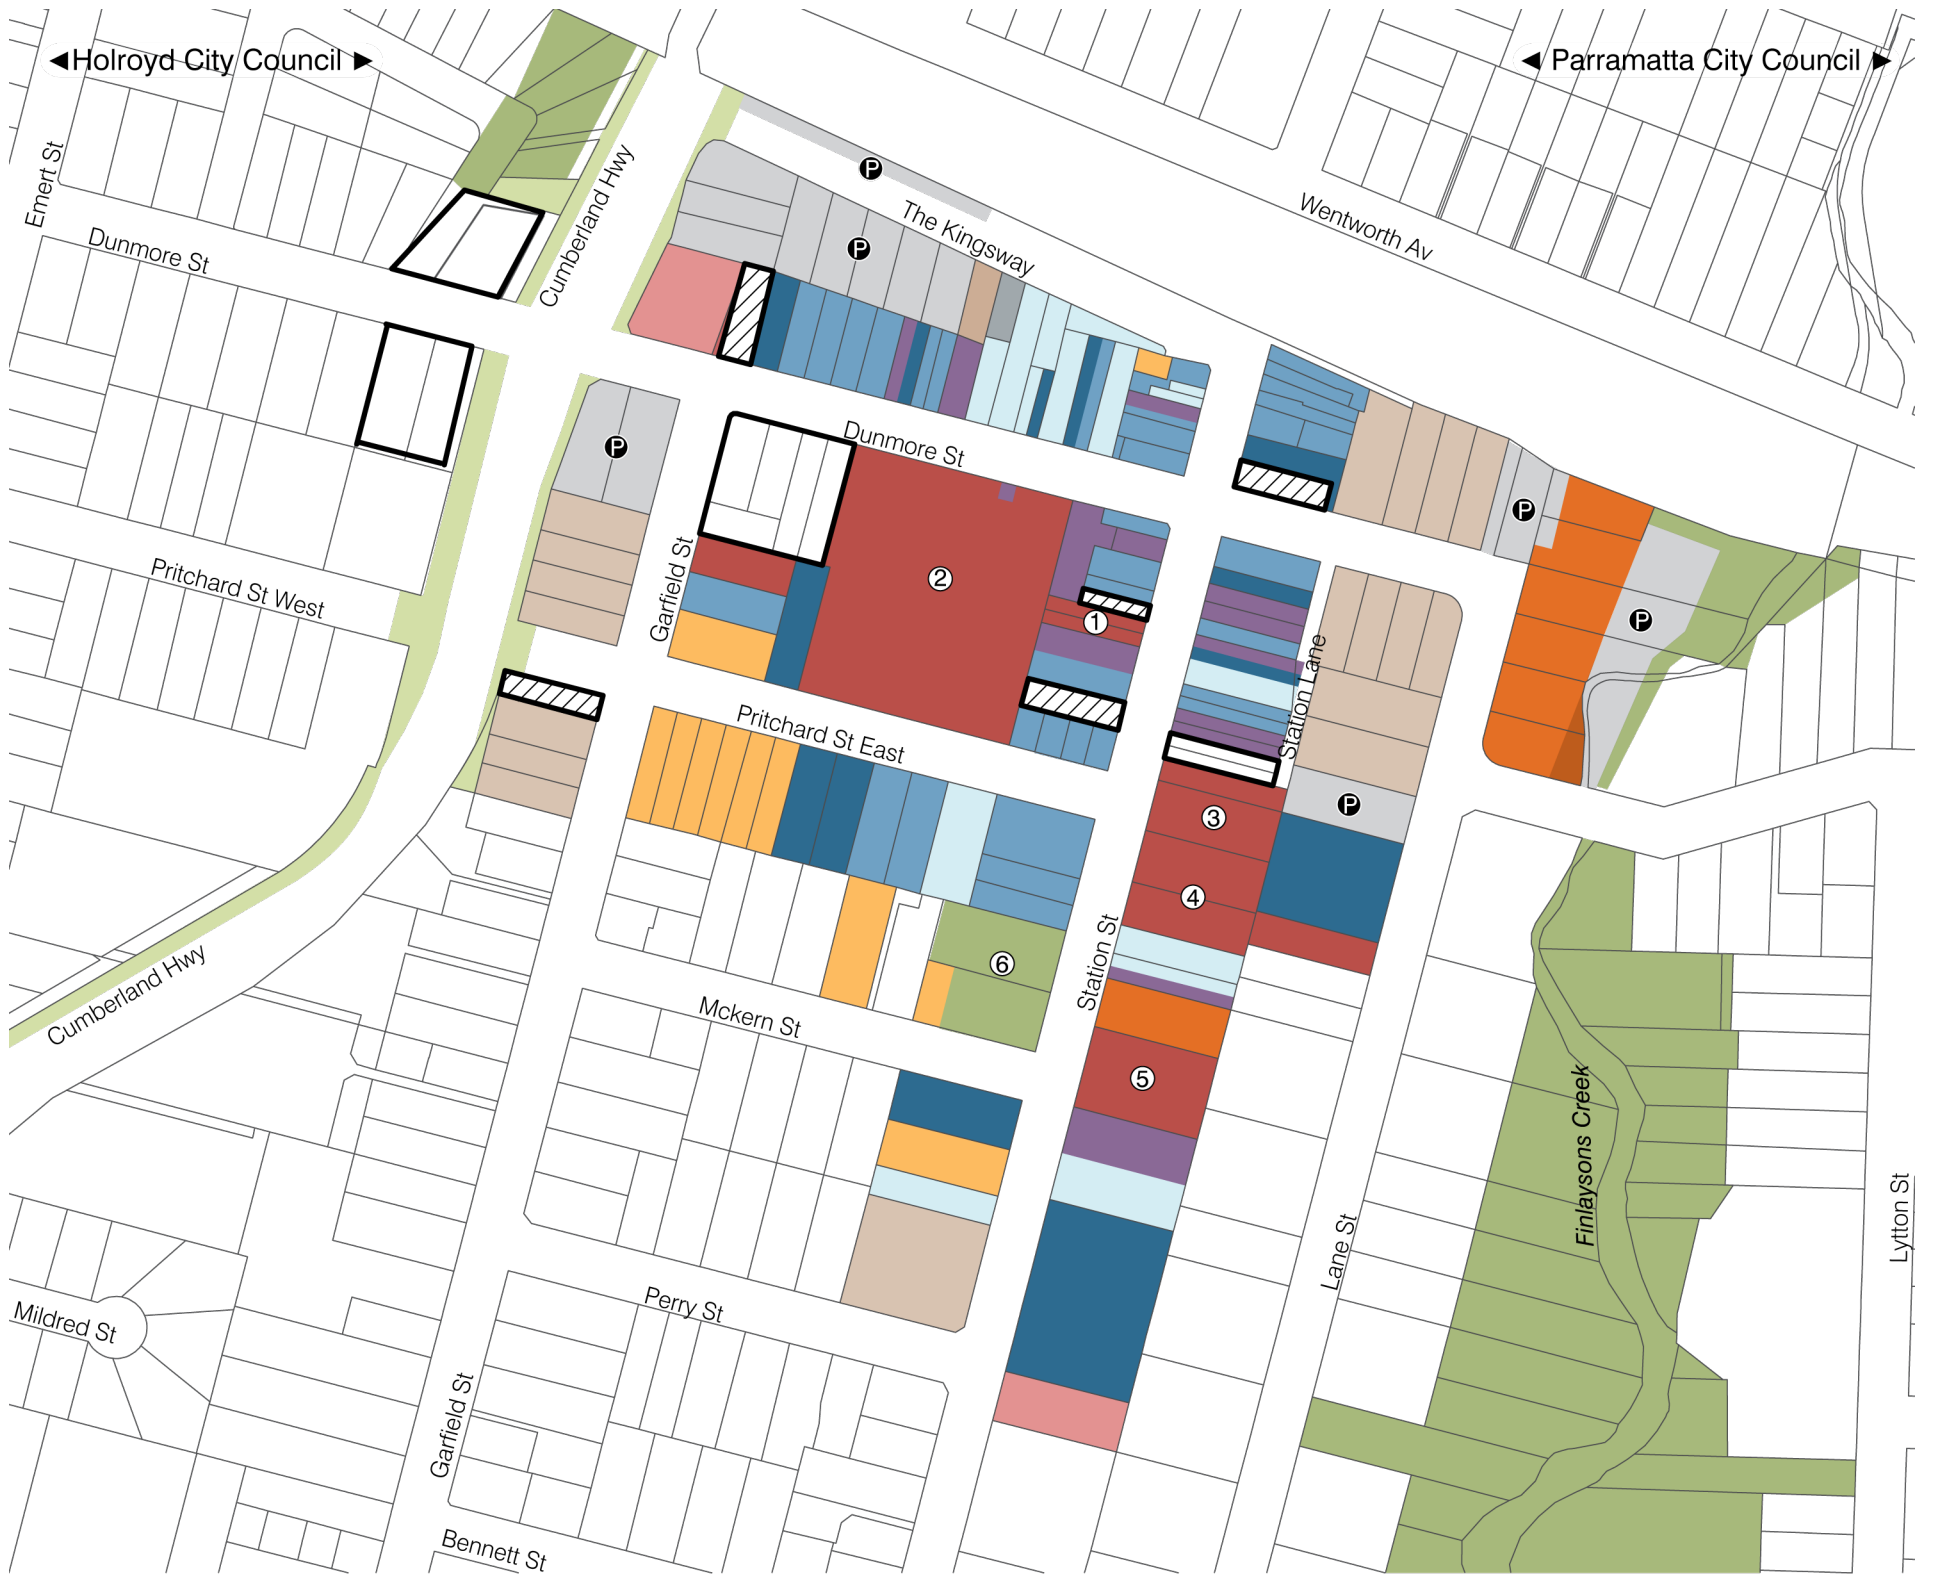 ◀Holroyd City Council ▶
◀ Parramatta City Council ▶
Emert St
Dunmore St
Cumberland Hwy
P
The Kingsway
P
Wentworth Av
P
Dunmore St
P
Pritchard St West
Garfield St
2
1
P
Station Lane
Pritchard St East
3
P
4
6
Station St
Cumberland Hwy
Mckern St
5
Finlaysons Creek
Lane St
Lytton St
Mildred St
Perry St
Garfield St
Bennett St